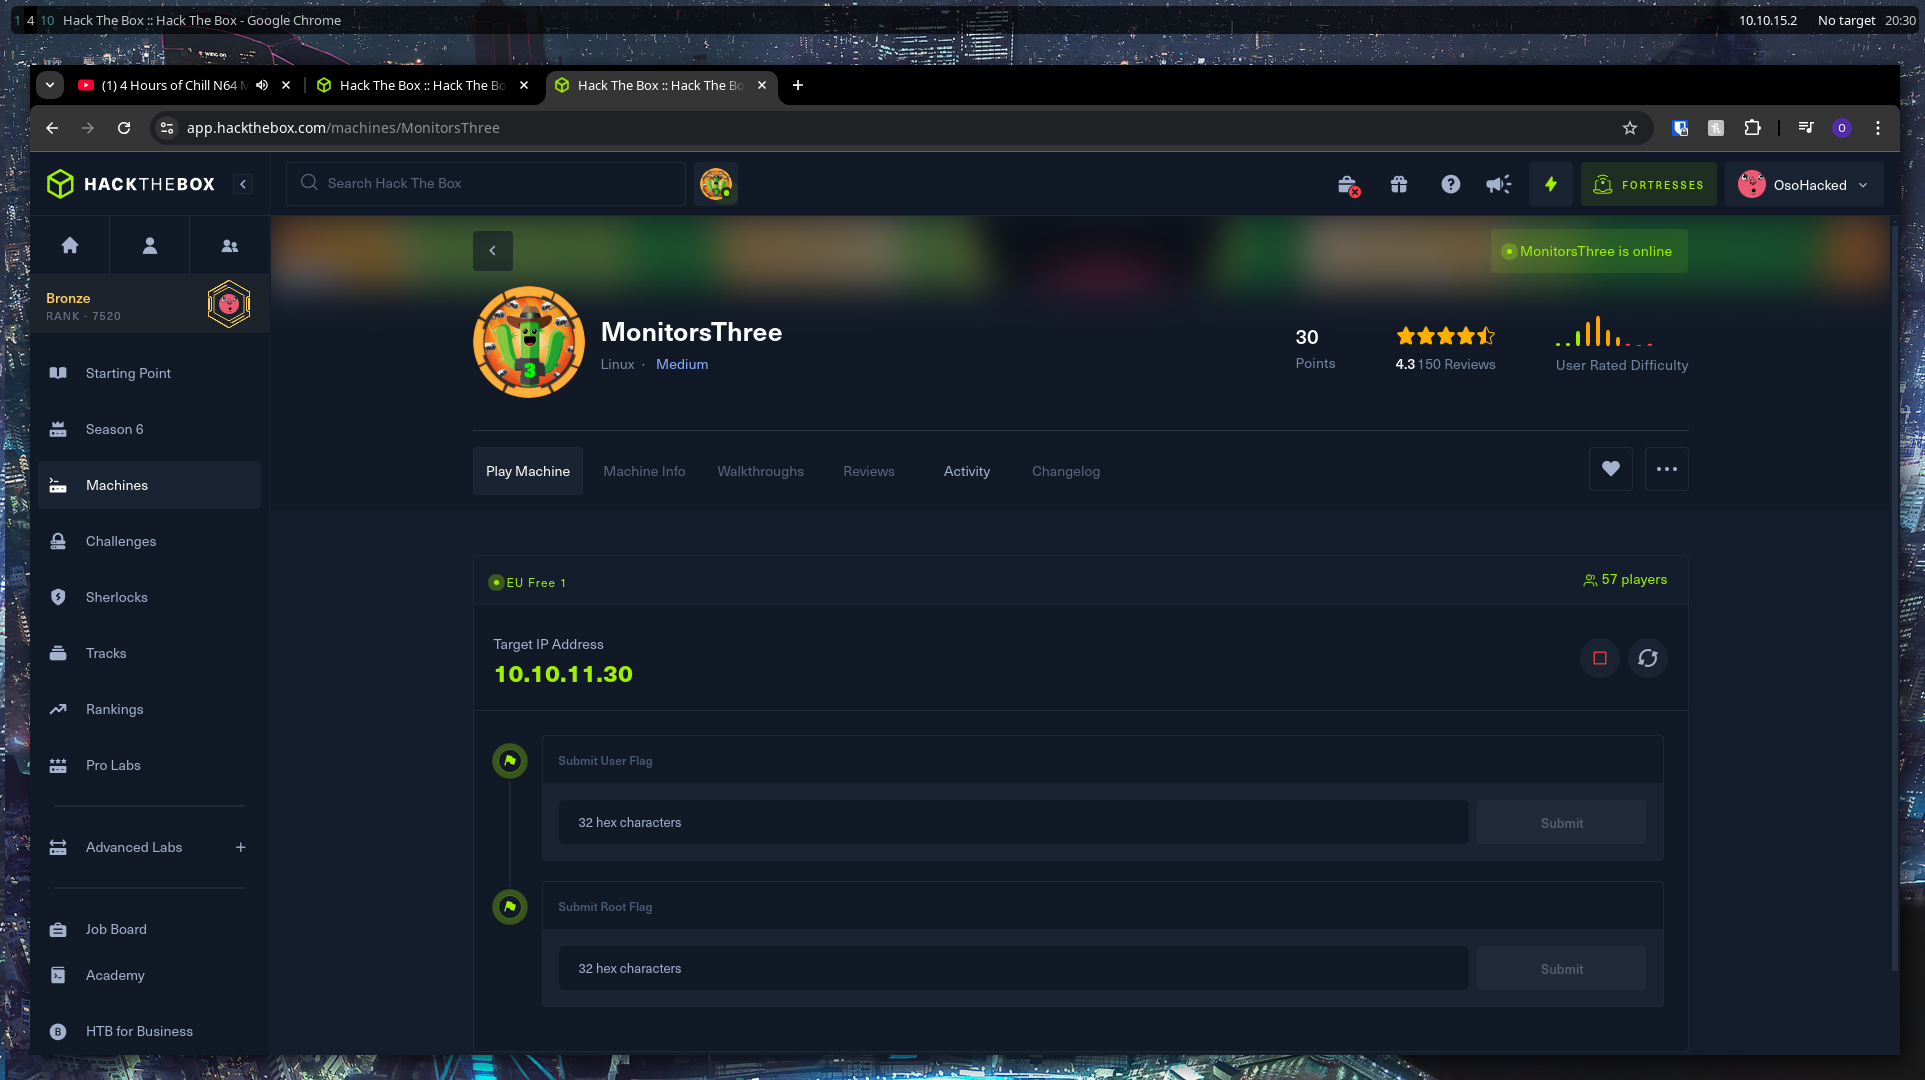 1 4 10 Hack The Box :: Hack The Box - Google Chrome 10.10.15.2 No target 20:30
(1) 4 Hours of Chill N64 M Hack The Box :: Hack The Bo Hack The Box :: Hack The Bo
app.hackthebox.com/machines/MonitorsThree
HACKTHEBOX Search Hack The Box FORTRESSES OsoHacked
MonitorsThree is online
Bronze
RANK - 7520
MonitorsThree
Linux · Medium
30
Points
4.3 150 Reviews
User Rated Difficulty
3
Starting Point
Season 6
Machines
Challenges
Sherlocks
Tracks
Rankings
Pro Labs
Advanced Labs
Job Board
Academy
B HTB for Business
Play Machine Machine Info Walkthroughs Reviews Activity Changelog
EU Free 1 57 players
Target IP Address
10.10.11.30
Submit User Flag
32 hex characters Submit
Submit Root Flag
32 hex characters Submit